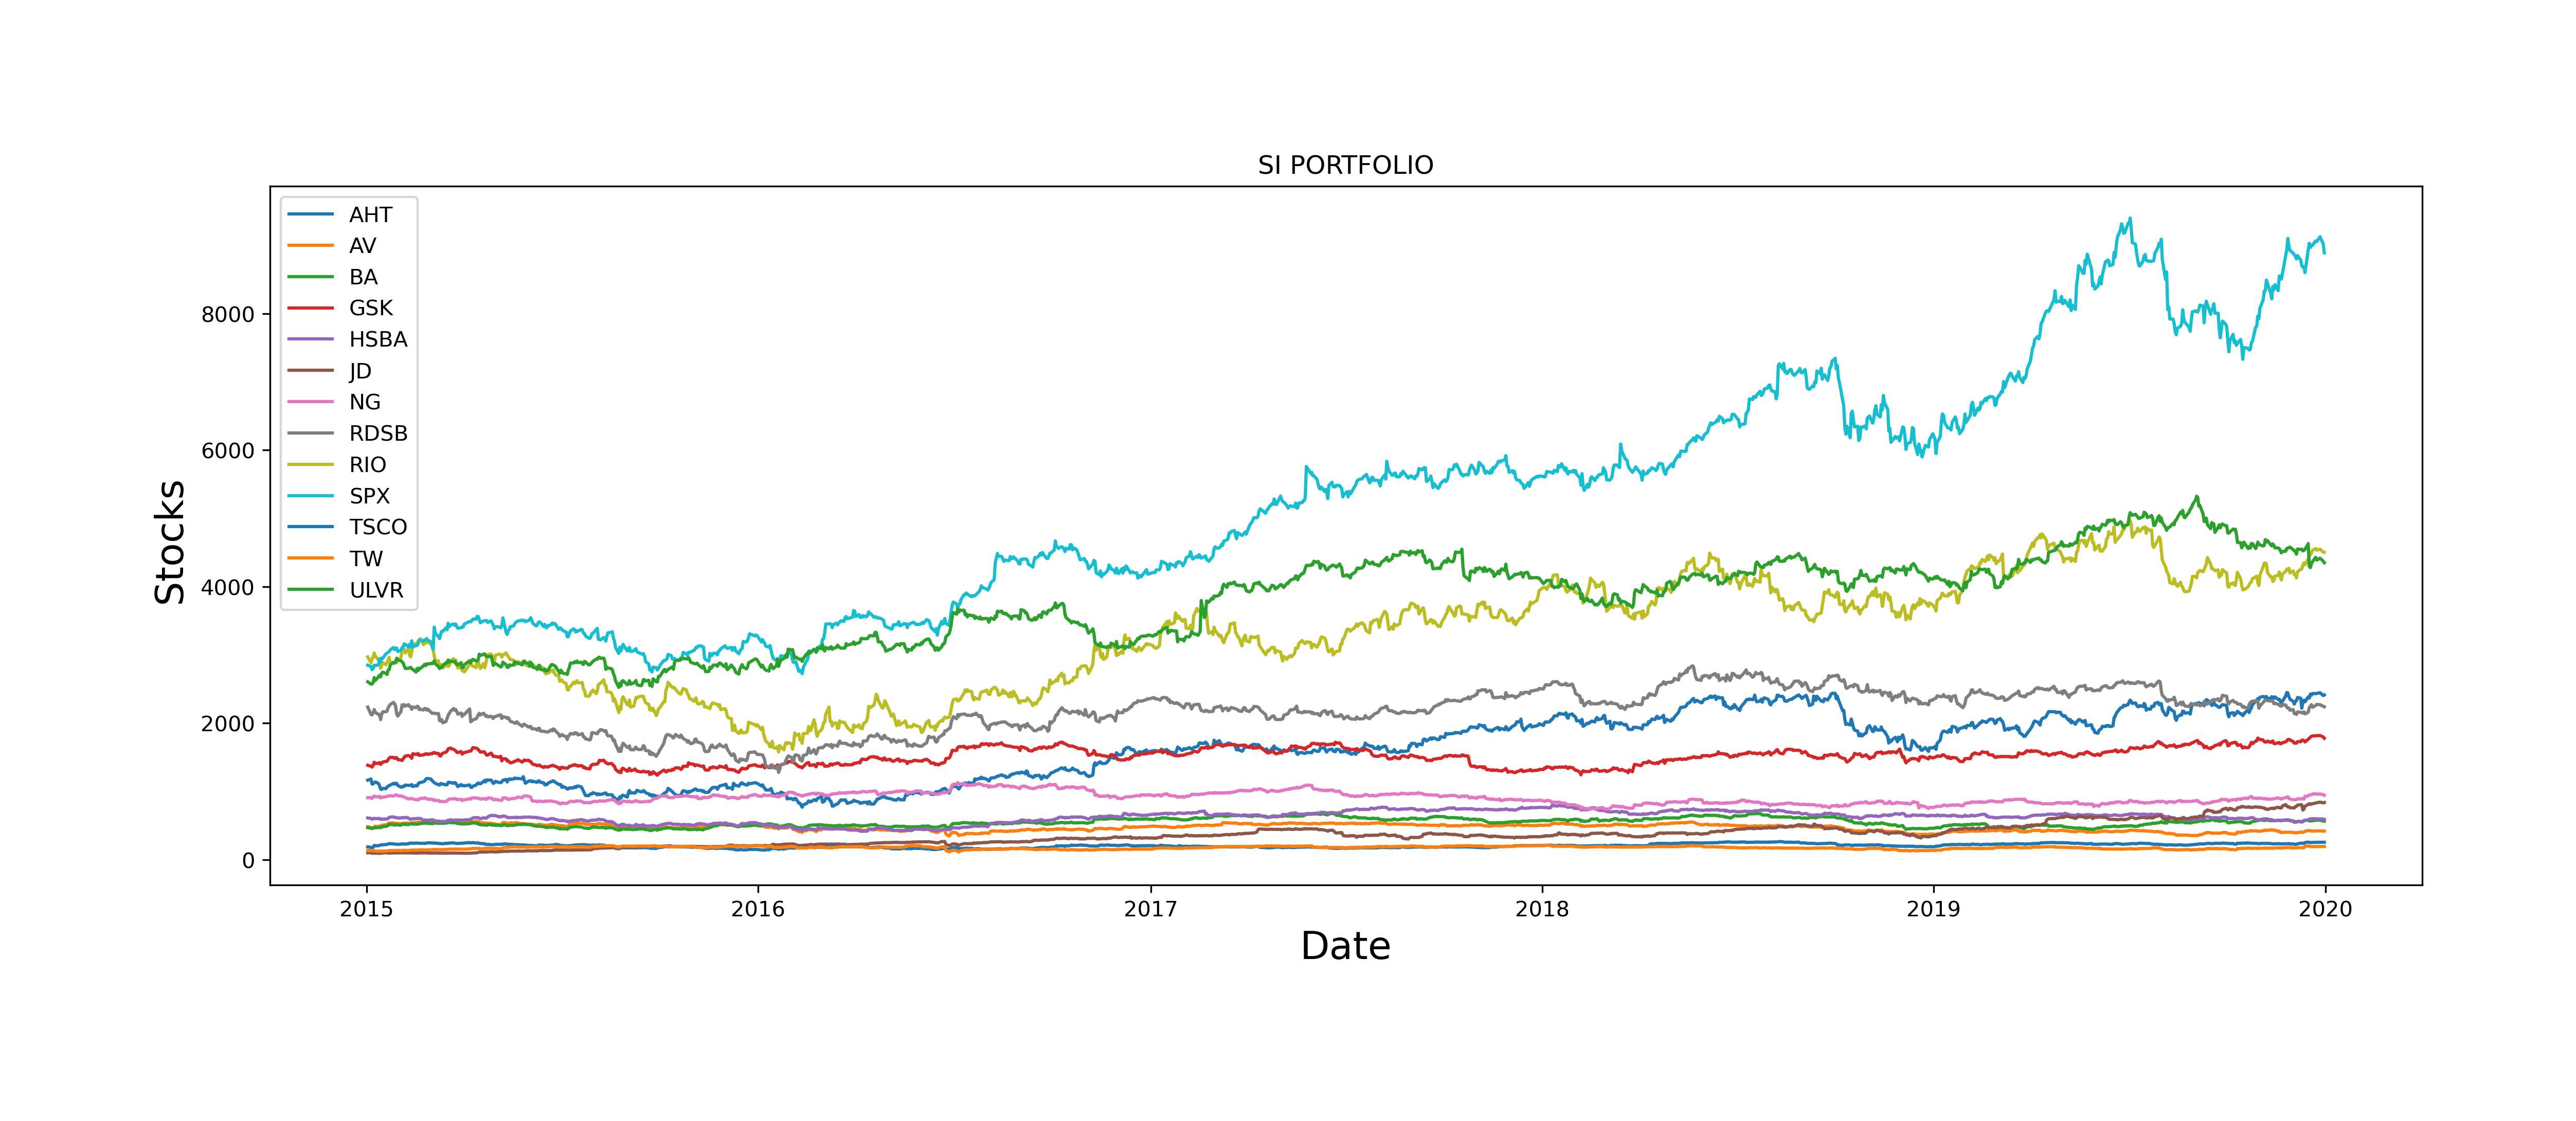 SI PORTFOLIO
AHT
AV
BA
GSK
HSBA
JD
NG
RDSB
RIO
SPX
TSCO
TW
ULVR
Stocks
8000
6000
4000
2000
0
2015 2016 2017 2018 2019 2020
Date